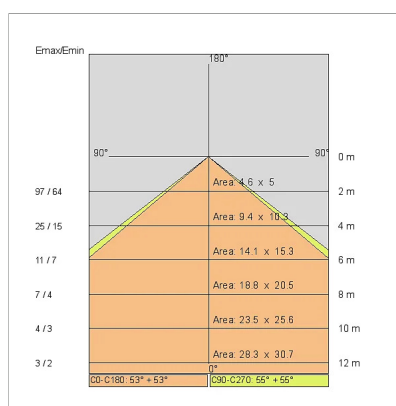 Emax/Emin
180°
90° 90° 0 m
Area: 4.6 x 5
97 / 64 2 m
Area: 9.4 x 10.3
25 / 15 4 m
Area: 14.1 x 15.3
11 / 7 6 m
Area: 18.8 x 20.5
7 / 4 8 m
Area: 23.5 x 25.6
4 / 3 10 m
Area: 28.3 x 30.7
3 / 2 12 m
0°
C0-C180: 53° + 53° C90-C270: 55° + 55°